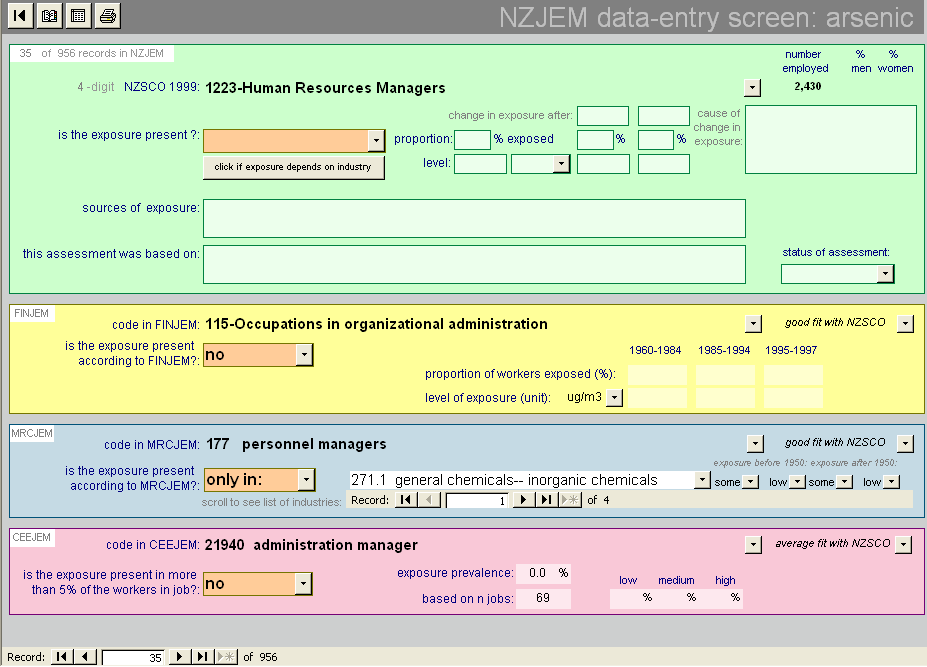 NZJEM data-entry screen: arsenic
35 of 956 records in NZJEM
number employed
% men
% women
4-digit NZSCO 1999: 1223-Human Resources Managers
2,430
change in exposure after:
cause of change in exposure:
is the exposure present ?:
proportion: % exposed % %
click if exposure depends on industry
level:
sources of exposure:
this assessment was based on:
status of assessment:
FINJEM
code in FINJEM: 115-Occupations in organizational administration
good fit with NZSCO
is the exposure present
according to FINJEM?: no
1960-1984 1985-1994 1995-1997
proportion of workers exposed (%):
level of exposure (unit): ug/m3
MRCJEM
code in MRCJEM: 177 personnel managers
good fit with NZSCO
exposure before 1950: exposure after 1950:
is the exposure present
according to MRCJEM?: only in:
271.1 general chemicals-- inorganic chemicals
some low some low
scroll to see list of industries:
Record: 1 of 4
CEEJEM
code in CEEJEM: 21940 administration manager
average fit with NZSCO
is the exposure present in more
than 5% of the workers in job?: no
exposure prevalence: 0.0 %
low medium high
based on n jobs: 69
% % %
Record: 35 of 956